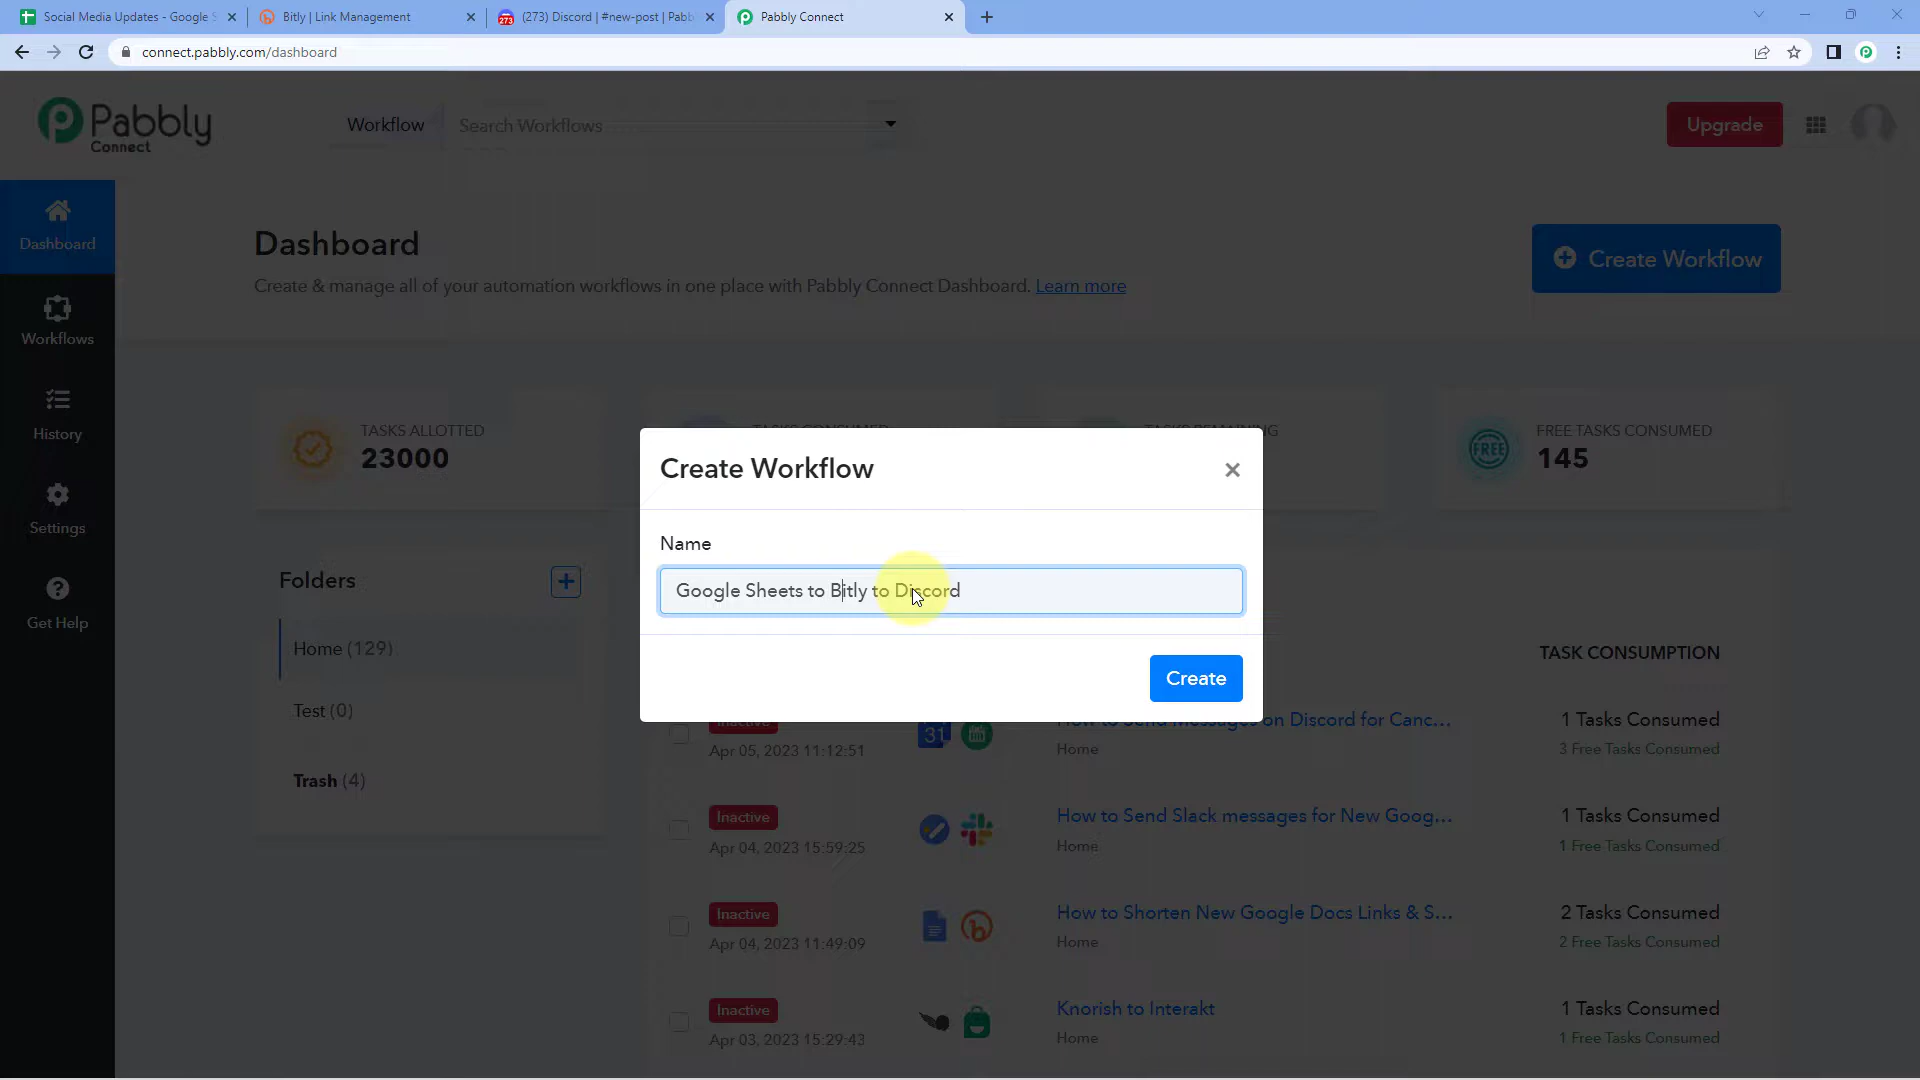 Social Media Updates - Google S
Bitly | Link Management
273
(273) Discord | #new-post | Pabb
Pabbly Connect
connect.pabbly.com/dashboard
Pabbly
Connect
Workflow
Search Workflows
Upgrade
Dashboard
Workflows
History
Settings
Get Help
Dashboard
Create & manage all of your automation workflows in one place with Pabbly Connect Dashboard. Learn more
Create Workflow
TASKS ALLOTTED
23000
TASKS CONSUMED
TASKS REMAINING
FREE
FREE TASKS CONSUMED
145
Folders
Home (129)
Test (0)
Trash (4)
Create Workflow
Name
Google Sheets to Bitly to Discord
Create
TASK CONSUMPTION
Inactive
Apr 05, 2023 11:12:51
31
How to Send Messages on Discord for Canc...
Home
1 Tasks Consumed
3 Free Tasks Consumed
Inactive
Apr 04, 2023 15:59:25
How to Send Slack messages for New Goog...
Home
1 Tasks Consumed
1 Free Tasks Consumed
Inactive
Apr 04, 2023 11:49:09
How to Shorten New Google Docs Links & S...
Home
2 Tasks Consumed
2 Free Tasks Consumed
Inactive
Apr 03, 2023 15:29:43
Knorish to Interakt
Home
1 Tasks Consumed
1 Free Tasks Consumed